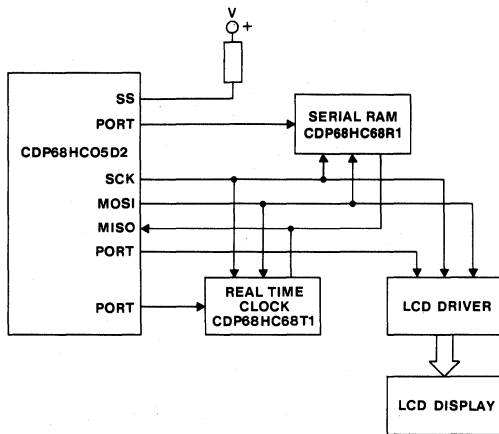 V
+
SS
PORT
SERIAL RAM
CDP68HC68R1
CDP68HC05D2
SCK
MOSI
MISO
PORT
PORT
REAL TIME
CLOCK
CDP68HC68T1
LCD DRIVER
LCD DISPLAY